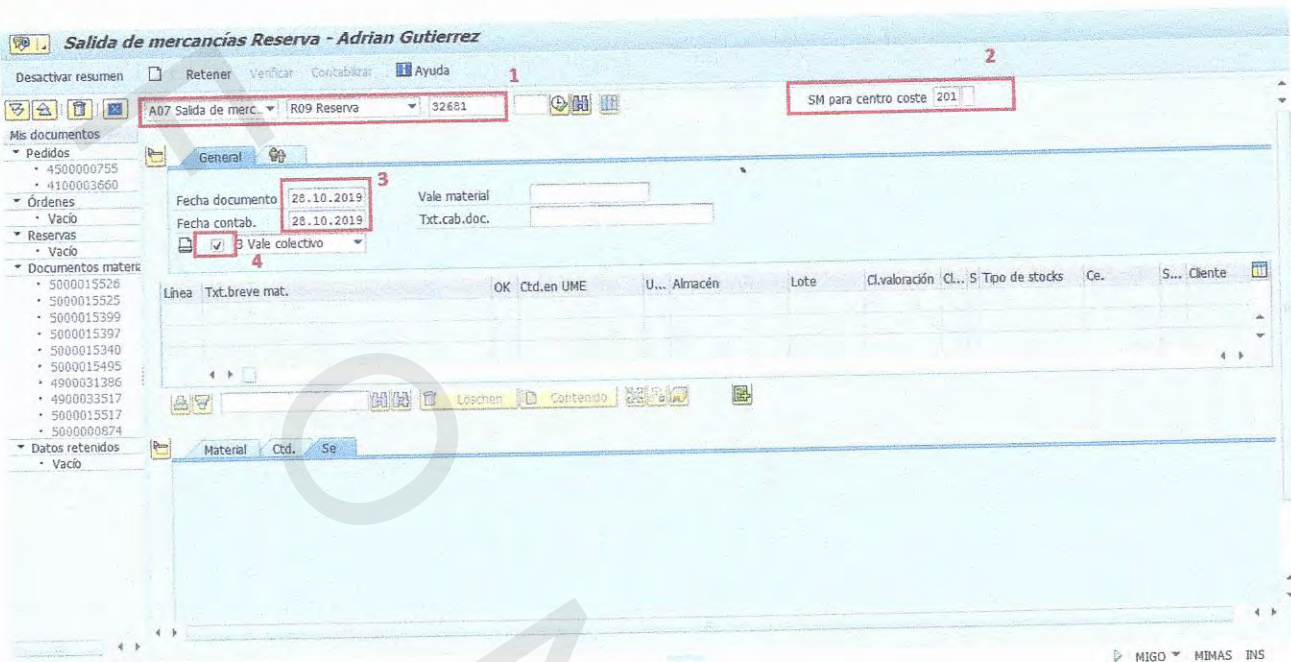 Salida de mercancías Reserva - Adrian Gutierrez
Desactivar resumen Retener Verificar Contabilizar Ayuda
1
2
A07 Salida de merc.. R09 Reserva 32681
SM para centro coste 201
Mis documentos
Pedidos
4500000755
4100003660
Órdenes
Vacío
Reservas
Vacío
Documentos materia
5000015526
5000015525
5000015399
5000015397
5000015340
5000015495
4900031386
4900033517
5000015517
5000000874
Datos retenidos
Vacío
General
Fecha documento 28.10.2019
3
Vale material
Fecha contab. 28.10.2019
Txt.cab.doc.
3 Vale colectivo
4
Línea Txt.breve mat. OK Ctd.en UME U... Almacén Lote Cl.valoración Cl... S Tipo de stocks Ce. S... Cliente
Löschen Contenido
Material Ctd. Se
MIGO MIMAS INS